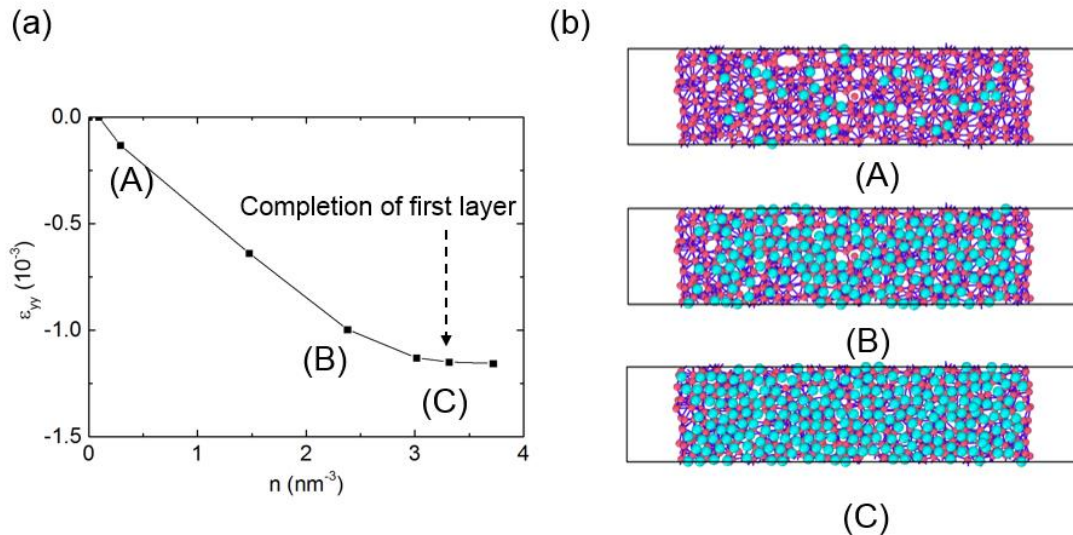 (a)
0.0
-0.5
-1.0
-1.5
0
1
2
3
4
ε_yy (10⁻³)
n (nm⁻³)
(A)
Completion of first layer
(B)
(C)
(b)
(A)
(B)
(C)